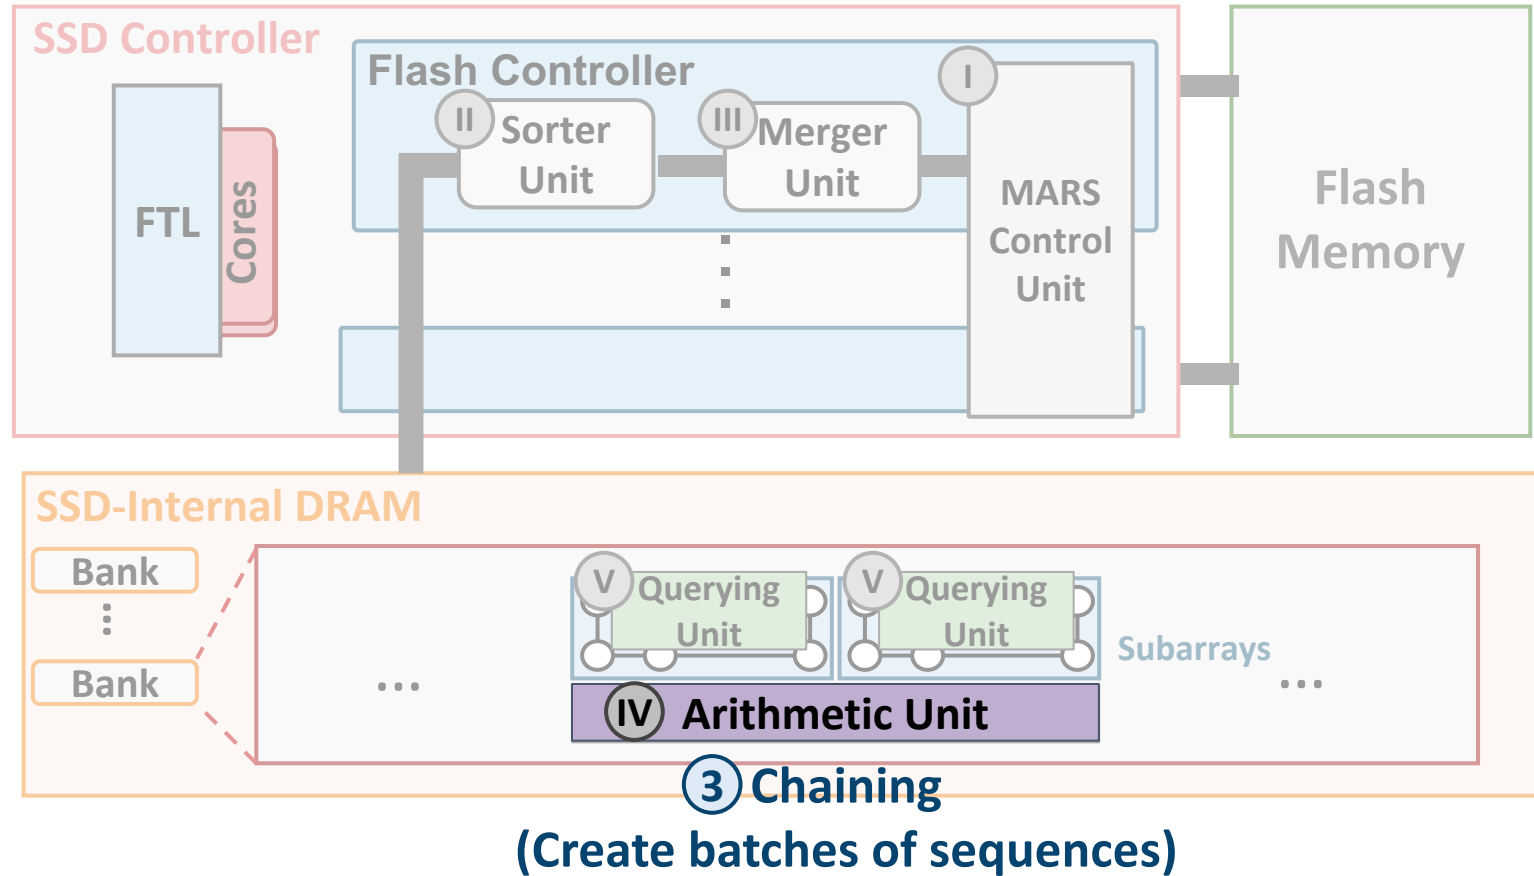 SSD Controller
Flash Controller
I
II
Sorter
Unit
III
Merger
Unit
MARS
Control
Unit
FTL
Cores
Flash
Memory
SSD-Internal DRAM
Bank
Bank
V
Querying
Unit
V
Querying
Unit
Subarrays
...
...
IV Arithmetic Unit
3 Chaining
(Create batches of sequences)